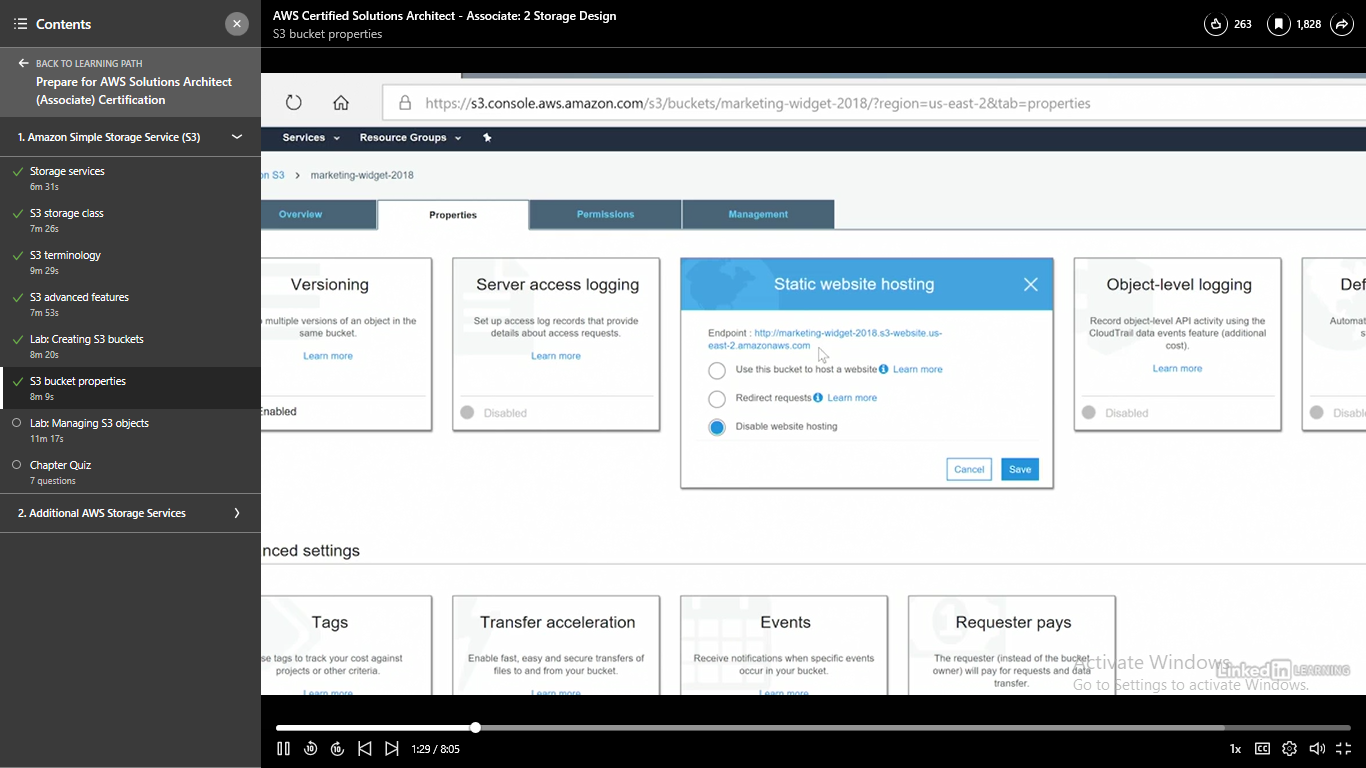 Contents
BACK TO LEARNING PATH
Prepare for AWS Solutions Architect
(Associate) Certification
1. Amazon Simple Storage Service (S3)
Storage services
6m 31s
S3 storage class
7m 26s
S3 terminology
9m 29s
S3 advanced features
7m 53s
Lab: Creating S3 buckets
8m 20s
S3 bucket properties
8m 9s
Lab: Managing S3 objects
11m 17s
Chapter Quiz
7 questions
2. Additional AWS Storage Services
AWS Certified Solutions Architect - Associate: 2 Storage Design
S3 bucket properties
263
1,828
https://s3.console.aws.amazon.com/s3/buckets/marketing-widget-2018/?region=us-east-2&tab=properties
Services
Resource Groups
on S3 > marketing-widget-2018
Overview
Properties
Permissions
Management
Versioning
multiple versions of an object in the
same bucket.
Learn more
Enabled
Server access logging
Set up access log records that provide
details about access requests.
Learn more
Disabled
Static website hosting
Endpoint : http://marketing-widget-2018.s3-website.us-
east-2.amazonaws.com
Use this bucket to host a website Learn more
Redirect requests Learn more
Disable website hosting
Cancel
Save
Object-level logging
Record object-level API activity using the
CloudTrail data events feature (additional
cost).
Learn more
Disabled
Def
Automat
s
Disabl
nced settings
Tags
se tags to track your cost against
projects or other criteria.
Learn more
Transfer acceleration
Enable fast, easy and secure transfers of
files to and from your bucket.
Learn more
Events
Receive notifications when specific events
occur in your bucket.
Learn more
Requester pays
The requester (instead of the bucket
owner) will pay for requests and data
transfer.
Activate Windows
Go to Settings to activate Windows.
Linked in LEARNING
1:29 / 8:05
10
10
1x
CC